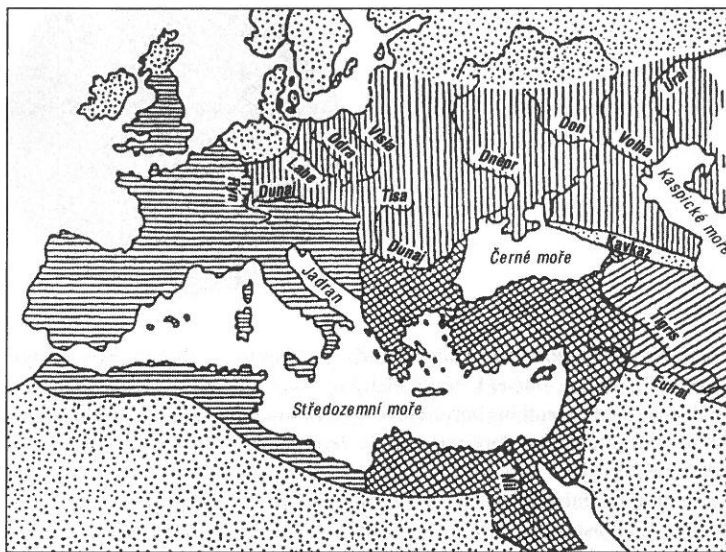 Ural
Visla
Odra
Labe
Rýn
Dunaj
Tisa
Dněpr
Don
Volha
Dunaj
Kaspické moře
Kavkaz
Černé moře
Jadran
Tigris
Eufrat
Středozemní moře